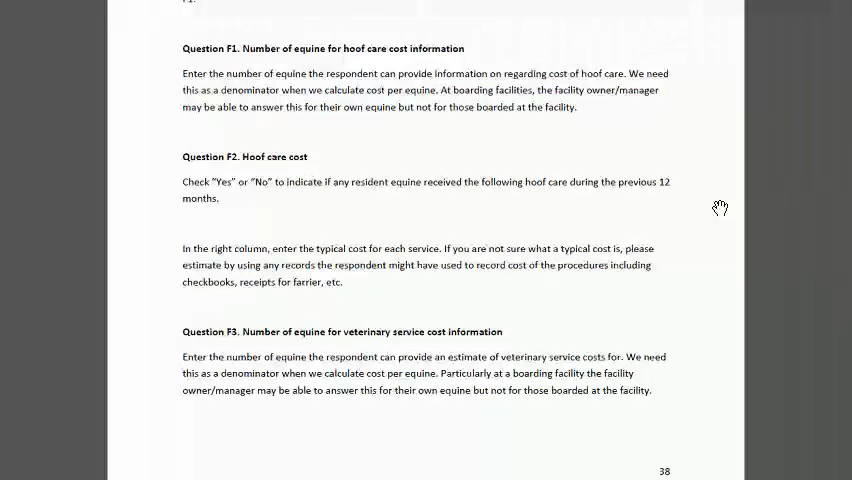 F1.
Question F1. Number of equine for hoof care cost information
Enter the number of equine the respondent can provide information on regarding cost of hoof care. We need
this as a denominator when we calculate cost per equine. At boarding facilities, the facility owner/manager
may be able to answer this for their own equine but not for those boarded at the facility.
Question F2. Hoof care cost
Check “Yes” or “No” to indicate if any resident equine received the following hoof care during the previous 12
months.
In the right column, enter the typical cost for each service. If you are not sure what a typical cost is, please
estimate by using any records the respondent might have used to record cost of the procedures including
checkbooks, receipts for farrier, etc.
Question F3. Number of equine for veterinary service cost information
Enter the number of equine the respondent can provide an estimate of veterinary service costs for. We need
this as a denominator when we calculate cost per equine. Particularly at a boarding facility the facility
owner/manager may be able to answer this for their own equine but not for those boarded at the facility.
38